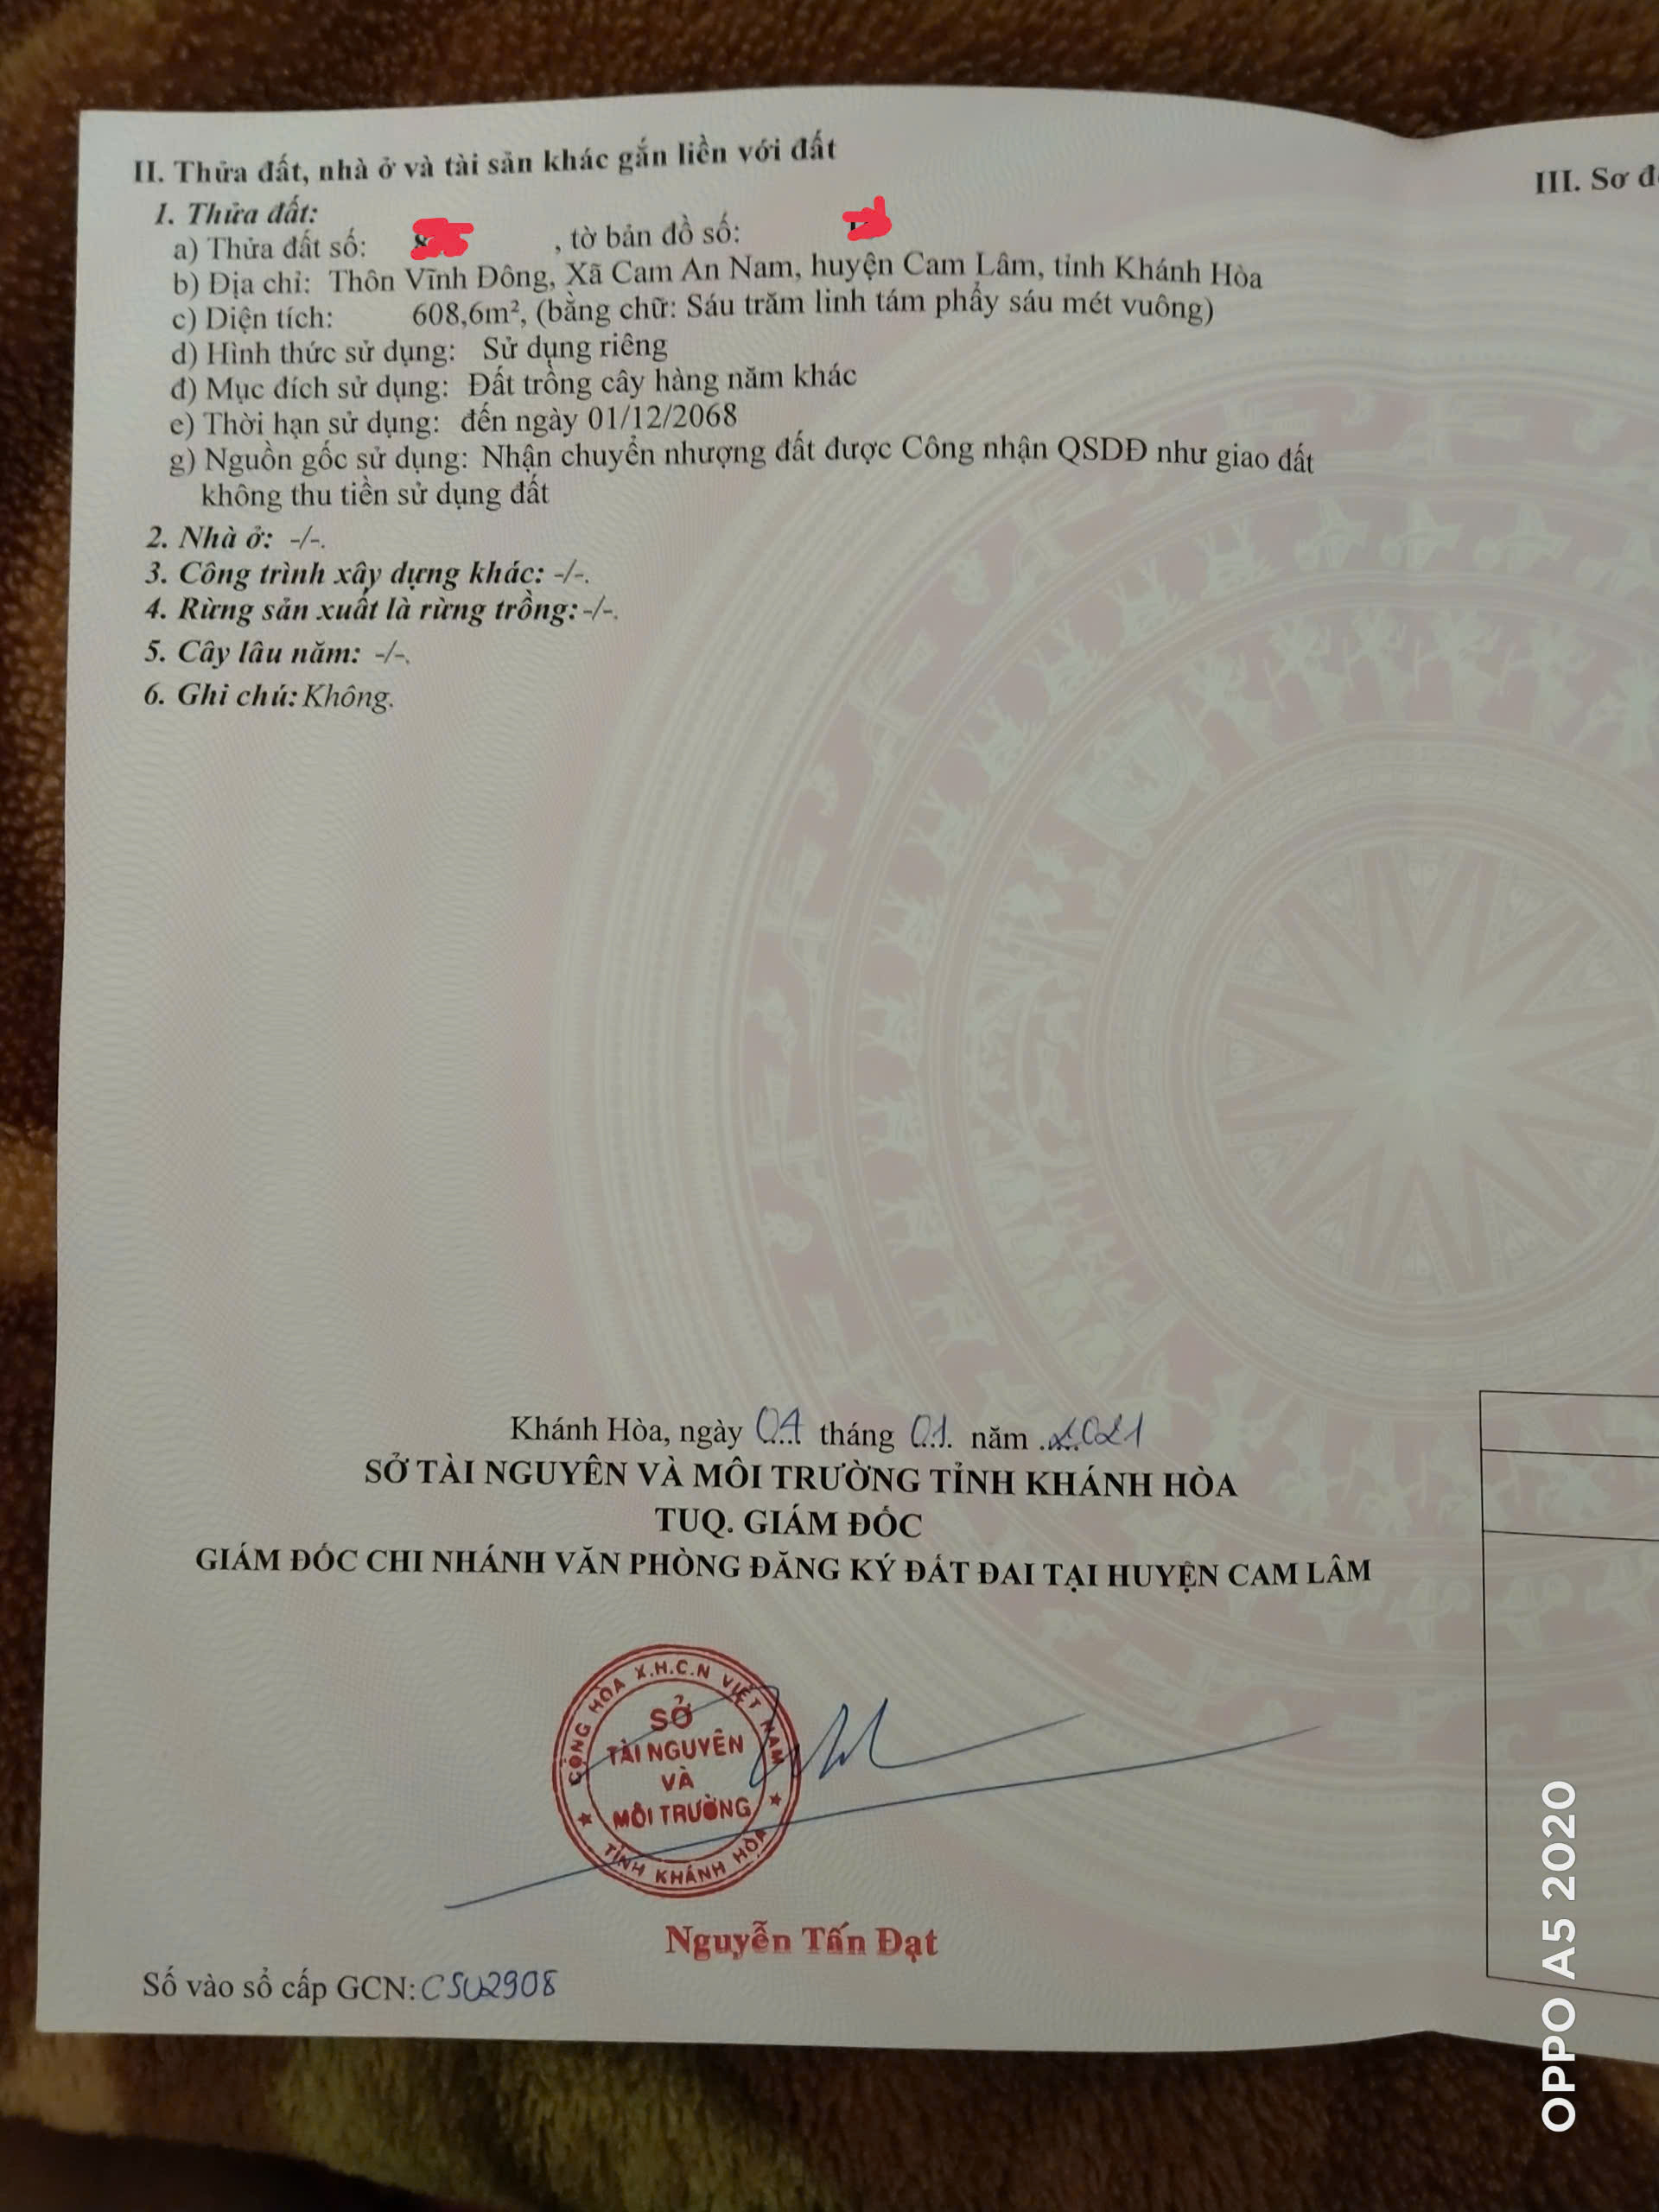 II. Thửa đất, nhà ở và tài sản khác gắn liền với đất
1. Thửa đất:
a) Thửa đất số: , tờ bản đồ số:
b) Địa chỉ: Thôn Vĩnh Đông, Xã Cam An Nam, huyện Cam Lâm, tỉnh Khánh Hòa
c) Diện tích: 608,6m², (bằng chữ: Sáu trăm linh tám phẩy sáu mét vuông)
d) Hình thức sử dụng: Sử dụng riêng
đ) Mục đích sử dụng: Đất trồng cây hàng năm khác
e) Thời hạn sử dụng: đến ngày 01/12/2068
g) Nguồn gốc sử dụng: Nhận chuyển nhượng đất được Công nhận QSDĐ như giao đất
không thu tiền sử dụng đất
2. Nhà ở: -/-.
3. Công trình xây dựng khác: -/-.
4. Rừng sản xuất là rừng trồng: -/-.
5. Cây lâu năm: -/-.
6. Ghi chú: Không.
III. Sơ
Khánh Hòa, ngày tháng 01 năm 2021
SỞ TÀI NGUYÊN VÀ MÔI TRƯỜNG TỈNH KHÁNH HÒA
TUQ. GIÁM ĐỐC
GIÁM ĐỐC CHI NHÁNH VĂN PHÒNG ĐĂNG KÝ ĐẤT ĐAI TẠI HUYỆN CAM LÂM
CỘNG HÒA X.H.C.N VIỆT NAM
SỞ
TÀI NGUYÊN
VÀ
MÔI TRƯỜNG
TỈNH KHÁNH HÒA
Nguyễn Tấn Đạt
Số vào sổ cấp GCN: CS02908
OPPO A5 2020